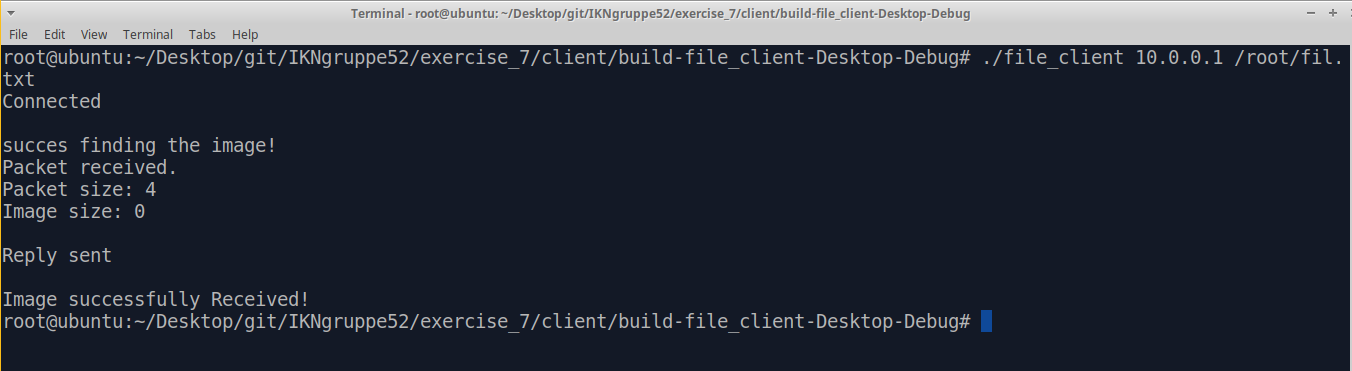 Terminal - root@ubuntu: ~/Desktop/git/IKNgruppe52/exercise_7/client/build-file_client-Desktop-Debug
File Edit View Terminal Tabs Help
root@ubuntu:~/Desktop/git/IKNgruppe52/exercise_7/client/build-file_client-Desktop-Debug# ./file_client 10.0.0.1 /root/fil.
txt
Connected
succes finding the image!
Packet received.
Packet size: 4
Image size: 0
Reply sent
Image successfully Received!
root@ubuntu:~/Desktop/git/IKNgruppe52/exercise_7/client/build-file_client-Desktop-Debug#